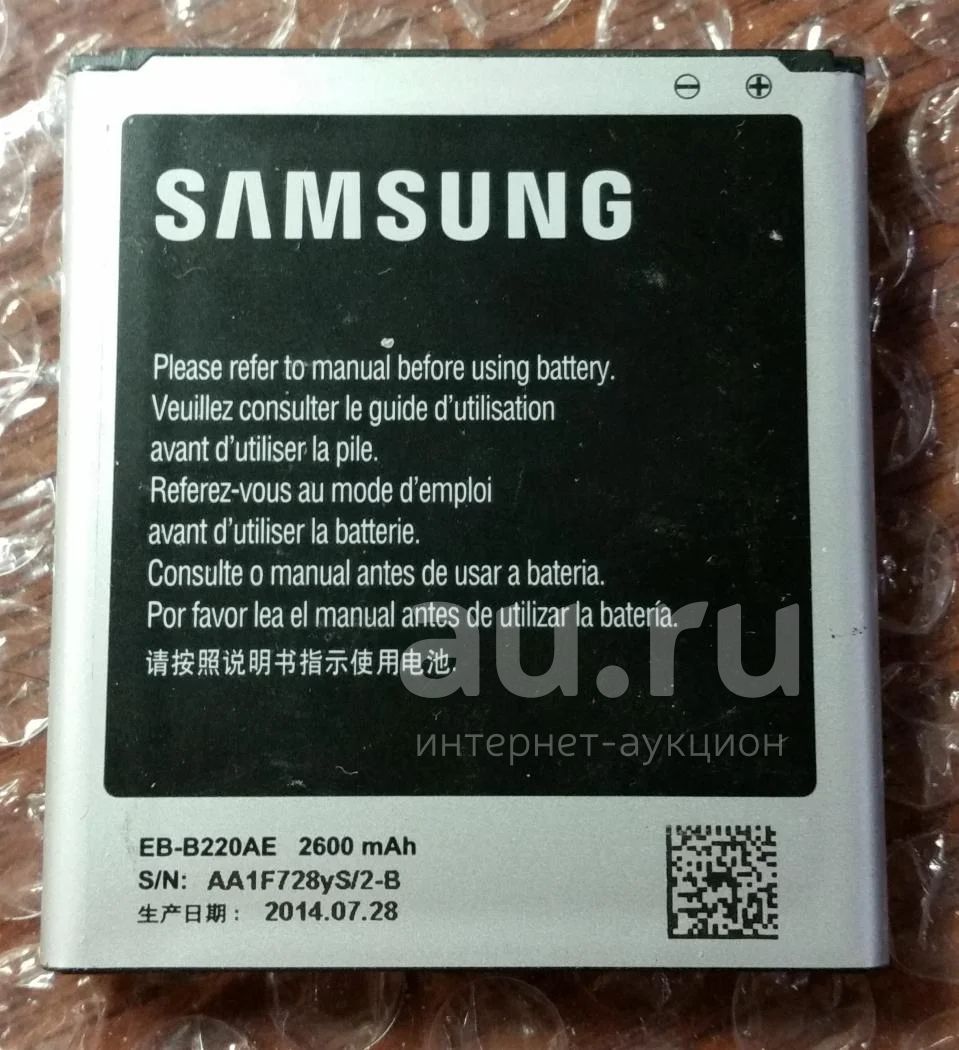 SAMSUNG
Please refer to manual before using battery.
Veuillez consulter le guide d'utilisation
avant d'utiliser la pile.
Referez-vous au mode d'emploi
avant d'utiliser la batterie.
Consulte o manual antes de usar a bateria.
Por favor lea el manual antes de utilizar la batería.
请按照说明书指示使用电池.
au.ru
интернет-аукцион
EB-B220AE 2600 mAh
S/N: AA1F728yS/2-B
生产日期: 2014.07.28